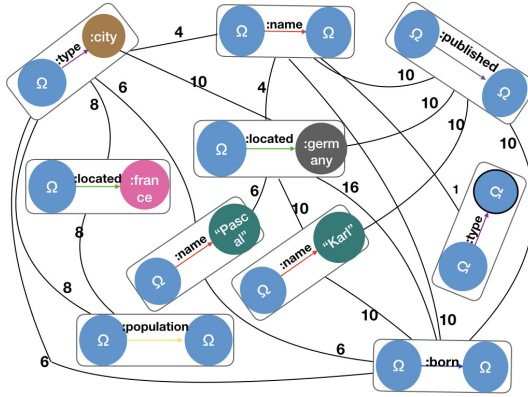 :city
:type
Ω
4
:name
Ω Ω
:published
Ω
Ω
8
6
10
4
10
10
10
10
:located
Ω
:germ
any
:located
Ω
:fran
ce
6
16
10
1
Ω
:type
Ω
"Pasc
al"
:name
Ω
"Karl"
:name
Ω
8
8
:population
Ω Ω
10
10
6
6
:born
Ω Ω